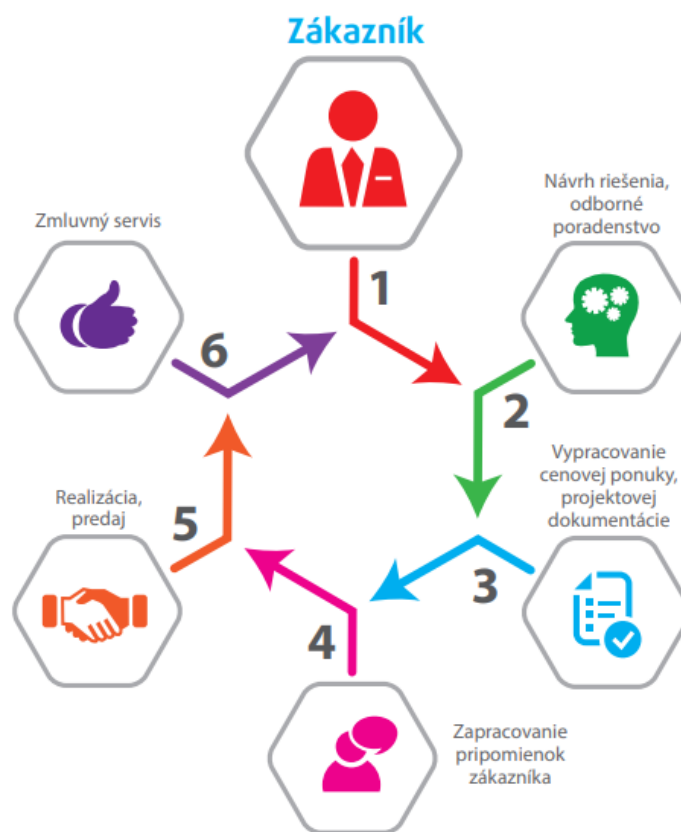 Zákazník
1
Návrh riešenia,
odborné
poradenstvo
2
Vypracovanie
cenovej ponuky,
projektovej
dokumentácie
3
Zapracovanie
pripomienok
zákazníka
4
Realizácia,
predaj
5
Zmluvný servis
6